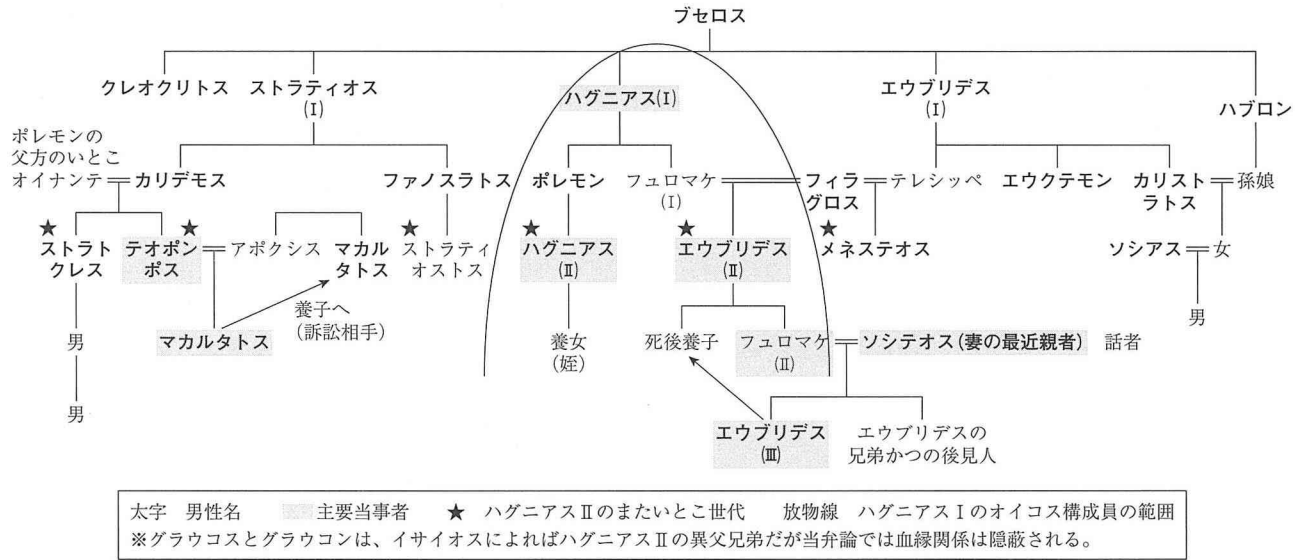 ブセロス
クレオクリトス
ストラティオス
(Ⅰ)
ハグニアス(Ⅰ)
エウブリデス
(Ⅰ)
ハブロン
ポレモンの
父方のいとこ
オイナンテ
カリデモス
ファノスラトス
ポレモン
フュロマケ
(Ⅰ)
フィラ
グロス
テレシッペ
エウクテモン
カリスト
ラトス
孫娘
★
ストラト
クレス
★
テオポン
ポス
アポクシス
マカル
タトス
★
ストラティ
オストス
★
ハグニアス
(Ⅱ)
★
エウブリデス
(Ⅱ)
★
メネステオス
ソシアス
女
男
マカルタトス
養子へ
(訴訟相手)
養女
(姪)
死後養子
フュロマケ
(Ⅱ)
ソシテオス(妻の最近親者)
話者
男
男
エウブリデス
(Ⅲ)
エウブリデスの
兄弟かつの後見人
太字 男性名 主要当事者 ★ ハグニアスⅡのまたいとこ世代 放物線 ハグニアスⅠのオイコス構成員の範囲
※グラウコスとグラウコンは、イサイオスによればハグニアスⅡの異父兄弟だが当弁論では血縁関係は隠蔽される。